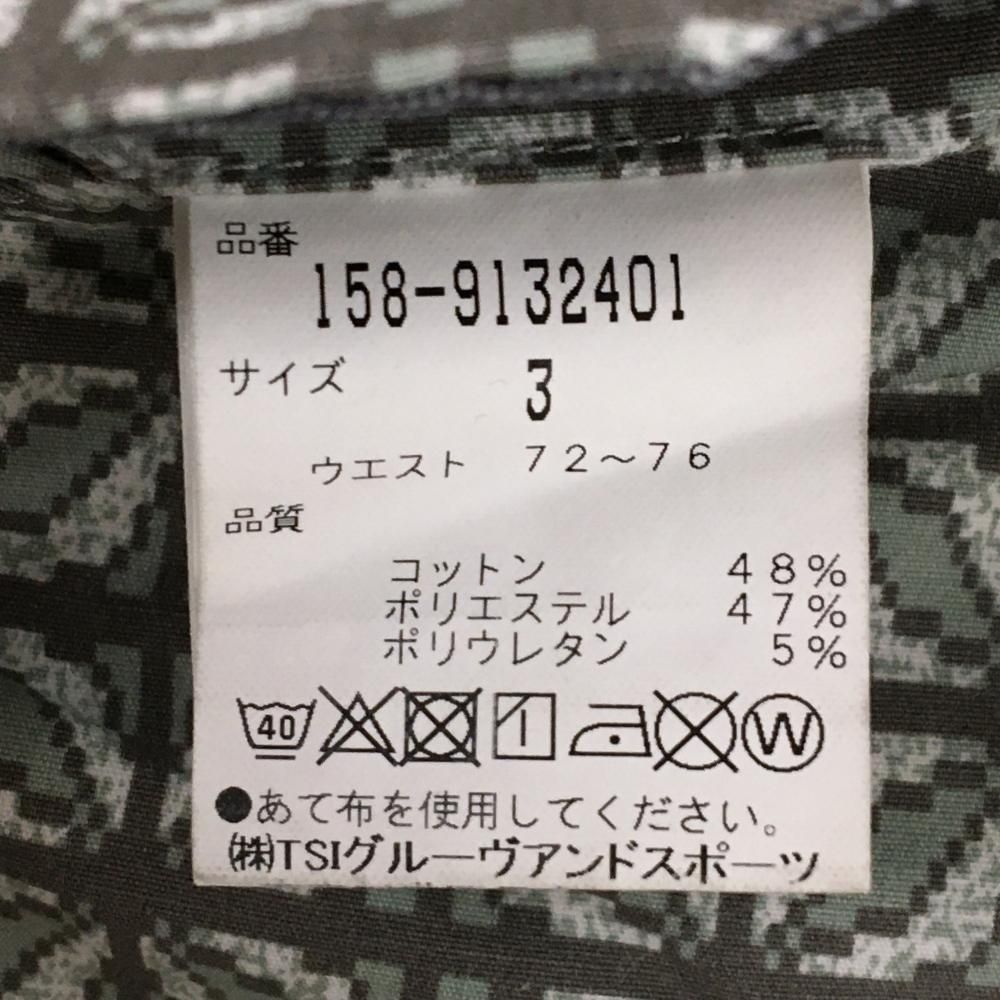 品番
158-9132401
サイズ 3
ウエスト 72～76
品質
コットン 48%
ポリエステル 47%
ポリウレタン 5%
40 W
●あて布を使用してください。
㈱TSIグルーヴアンドスポーツ